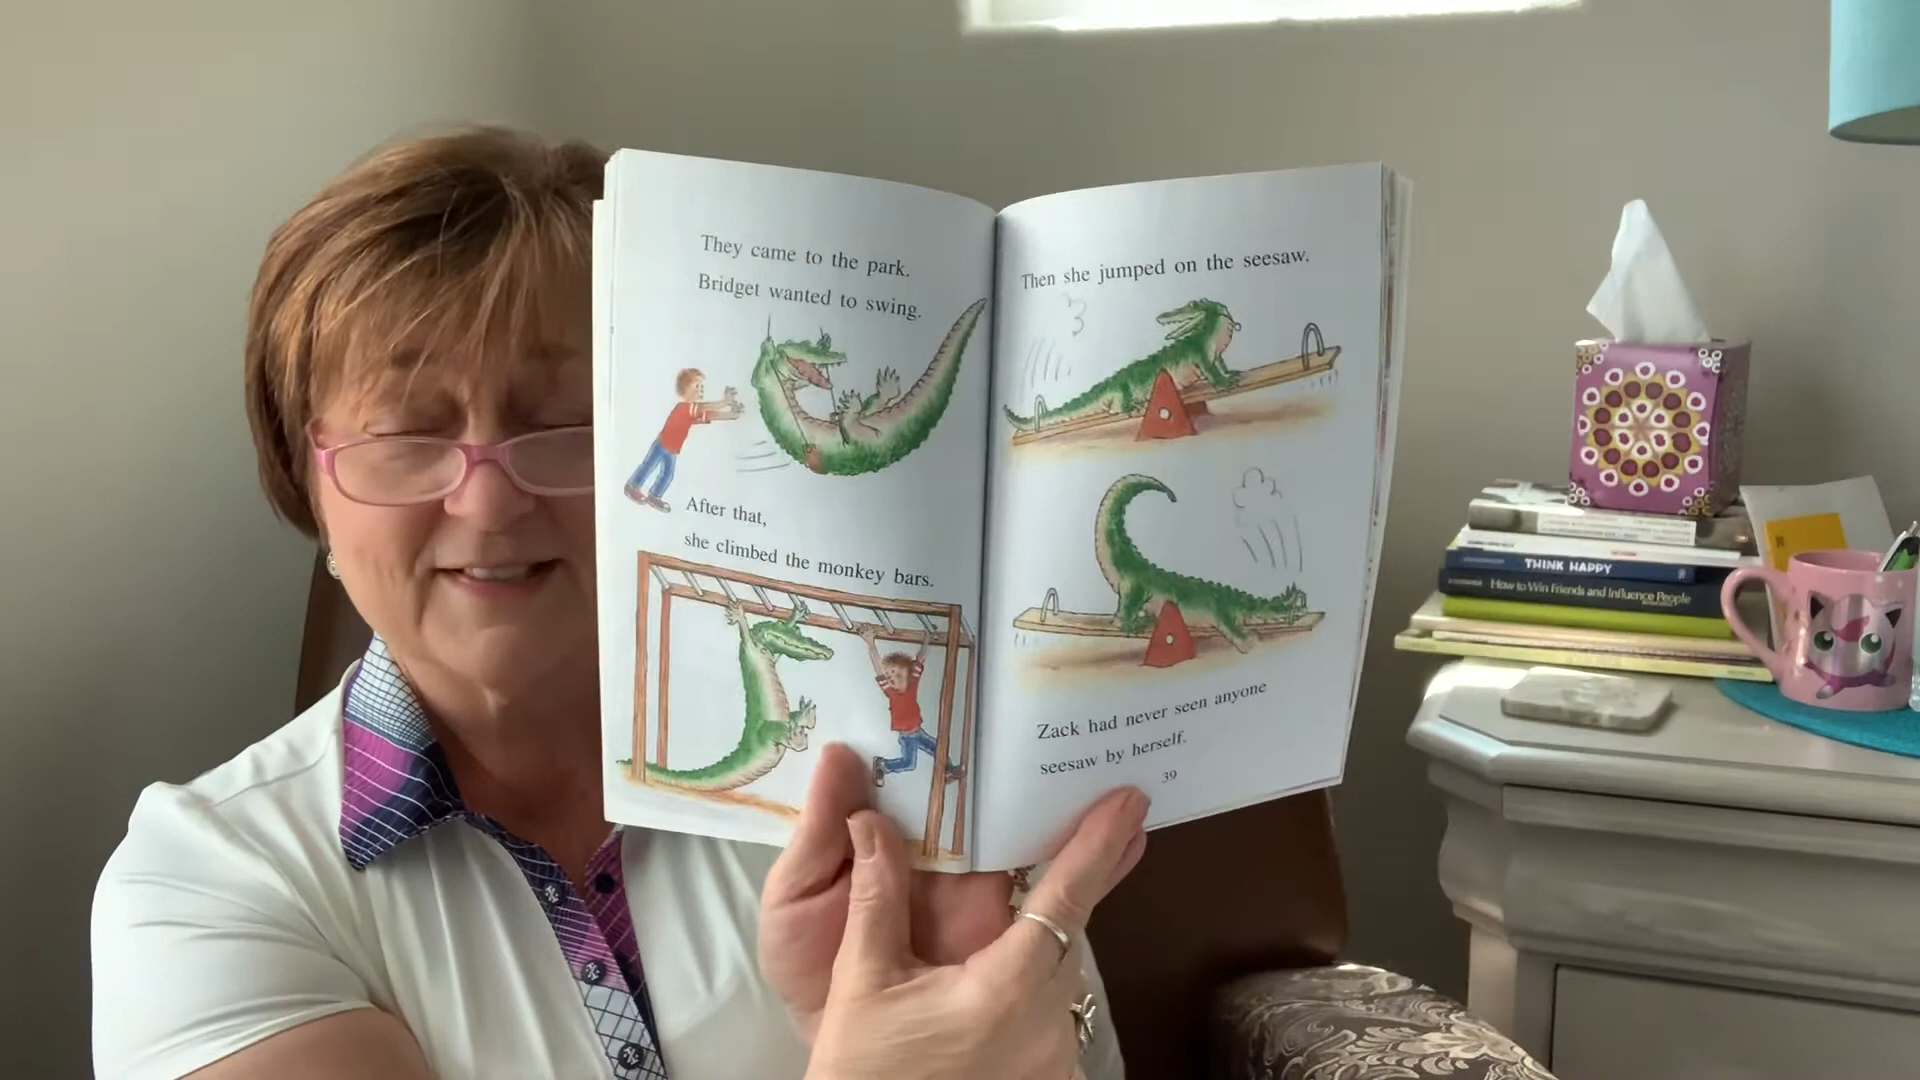 They came to the park.
Bridget wanted to swing.
After that,
she climbed the monkey bars.
Then she jumped on the seesaw.
Zack had never seen anyone
seesaw by herself.
39
THINK HAPPY
How to Win Friends and Influence People